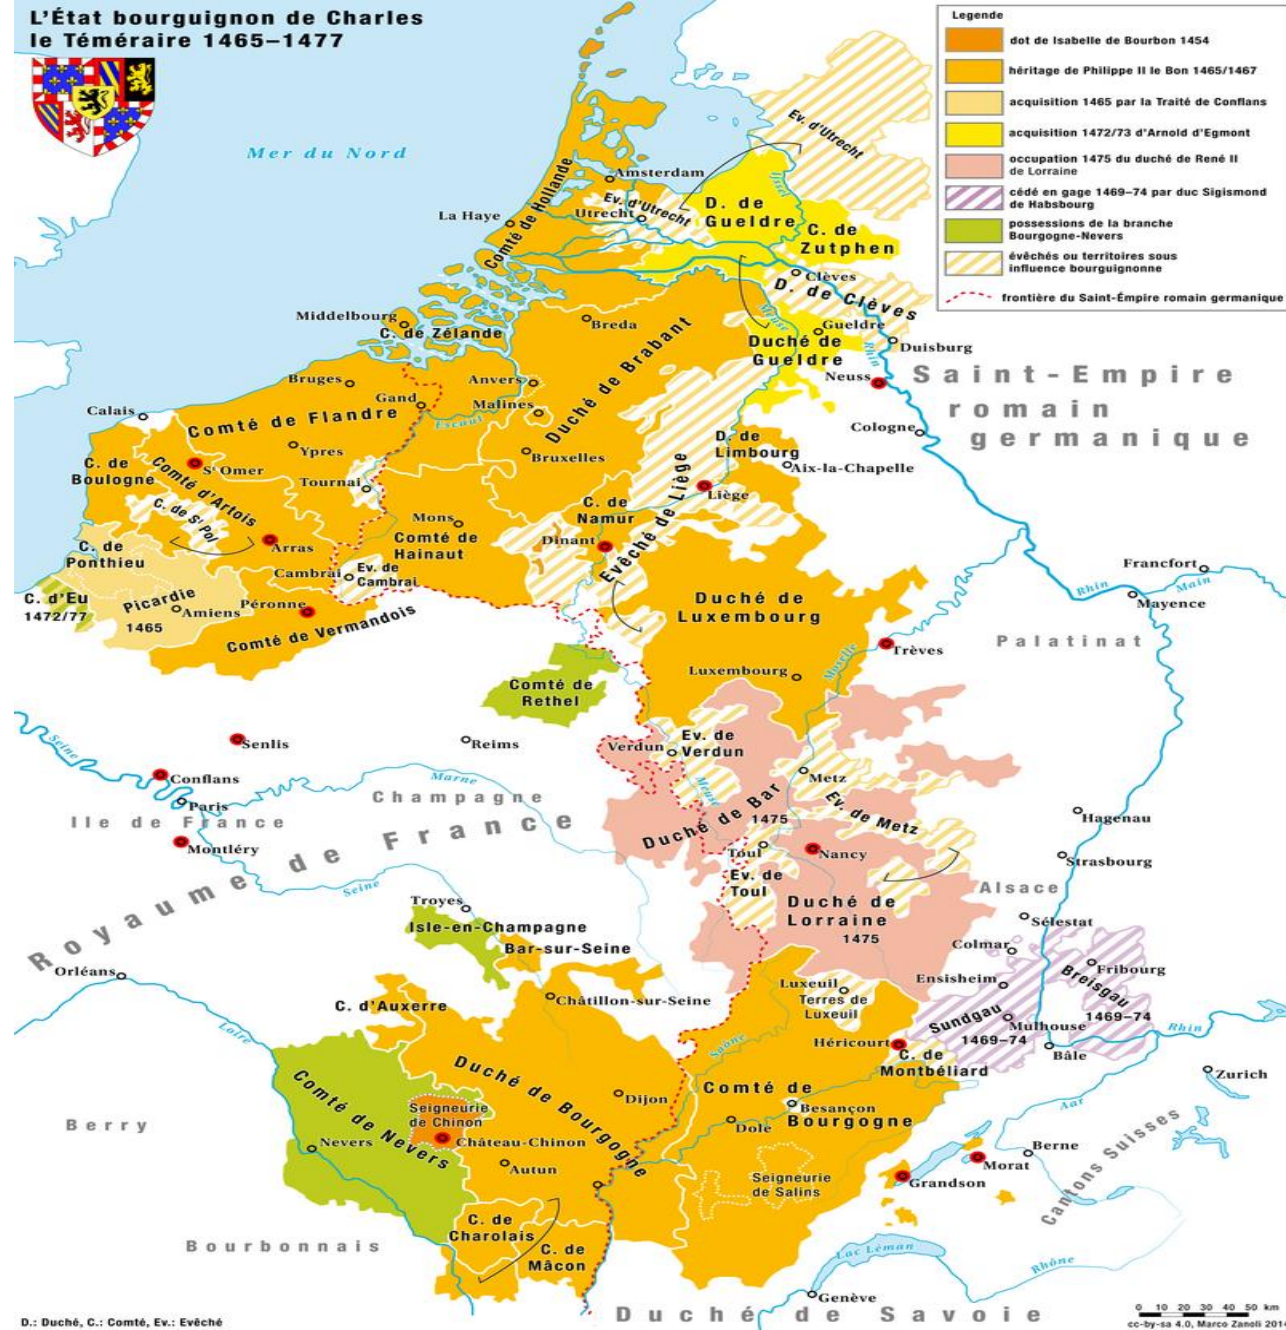 L'État bourguignon de Charles
le Téméraire 1465–1477
Legende
dot de Isabelle de Bourbon 1454
héritage de Philippe II le Bon 1465/1467
acquisition 1465 par la Traité de Conflans
acquisition 1472/73 d'Arnold d'Egmont
occupation 1475 du duché de René II
de Lorraine
cédé en gage 1469–74 par duc Sigismond
de Habsbourg
possessions de la branche
Bourgogne-Nevers
évêchés ou territoires sous
influence bourguignonne
frontière du Saint-Émpire romain germanique
Mer du Nord
Ev. d'Utrecht
Amsterdam
Comté de Hollande
Ev. d'Utrecht
Utrecht
Ijssel
La Haye
D. de
Gueldre
C. de
Zutphen
Clèves
D. de Clèves
Middelbourg
C. de Zélande
Breda
Meuse
Gueldre
Rhin
Duisburg
Duché de
Gueldre
Neuss
Saint-Empire
romain
germanique
Bruges
Anvers
Duché de Brabant
Calais
Gand
Malines
Comté de Flandre
Escaut
Cologne
Ypres
Bruxelles
D. de
Limbourg
Aix-la-Chapelle
C. de
Boulogne
St Omer
Comté d'Artois
Tournai
Liège
Evêché de Liège
C. de
Namur
C. de St Pol
Mons
Comté de
Hainaut
Dinant
Arras
C. de
Ponthieu
Cambrai
Ev. de
Cambrai
Francfort
Rhin
Main
Mayence
C. d'Eu
1472/77
Picardie
1465
Amiens
Péronne
Comté de Vermandois
Duché de
Luxembourg
Palatinat
Trèves
Moselle
Luxembourg
Comté de
Rethel
Seine
Senlis
Reims
Verdun
Ev. de
Verdun
Conflans
Marne
Metz
Meuse
Paris
Champagne
Ile de France
Duché de Bar
1475
Ev. de Metz
Hagenau
Montléry
Royaume de France
Toul
Nancy
Strasbourg
Seine
Ev. de
Toul
Alsace
Duché de
Lorraine
1475
Troyes
Isle-en-Champagne
Sélestat
Bar-sur-Seine
Colmar
Orléans
Ensisheim
Fribourg
Breisgau
1469–74
Luxeuil
Terres de
Luxeuil
Châtillon-sur-Seine
C. d'Auxerre
Sundgau
1469–74
Mulhouse
Rhin
Loire
Saône
Héricourt
Bâle
C. de
Montbéliard
Duché de Bourgogne
Comté de Nevers
Comté de
Bourgogne
Zurich
Dijon
Besançon
Aar
Seigneurie
de Chinon
Dole
Berry
Château-Chinon
Nevers
Berne
Autun
Morat
Seigneurie
de Salins
Grandson
Cantons Suisses
C. de
Charolais
Bourbonnais
C. de
Mâcon
Lac Léman
Rhône
Genève
Duché de Savoie
0 10 20 30 40 50 km
D.: Duché, C.: Comté, Ev.: Evêché
cc-by-sa 4.0, Marco Zanoli 2014